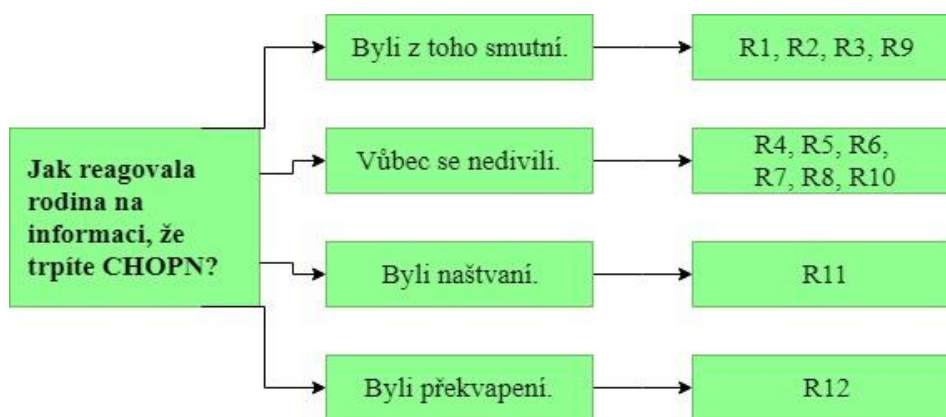 Jak reagovala
rodina na
informaci, že
trpíte CHOPN?
Byli z toho smutní.
R1, R2, R3, R9
Vůbec se nedivili.
R4, R5, R6,
R7, R8, R10
Byli naštvaní.
R11
Byli překvapení.
R12